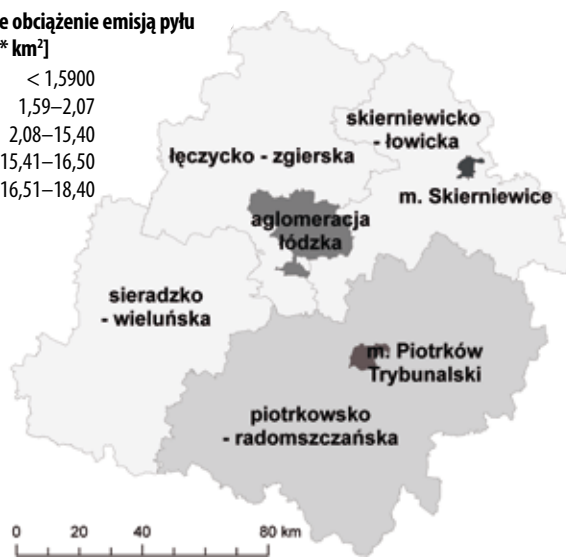 e obciążenie emisją pyłu
* km²]
< 1,5900
1,59–2,07
2,08–15,40
15,41–16,50
16,51–18,40
skierniewicko
- łowicka
łęczycko - zgierska
m. Skierniewice
aglomeracja
łódzka
sieradzko
- wieluńska
m. Piotrków
Trybunalski
piotrkowsko
- radomszczańska
0 20 40 80 km